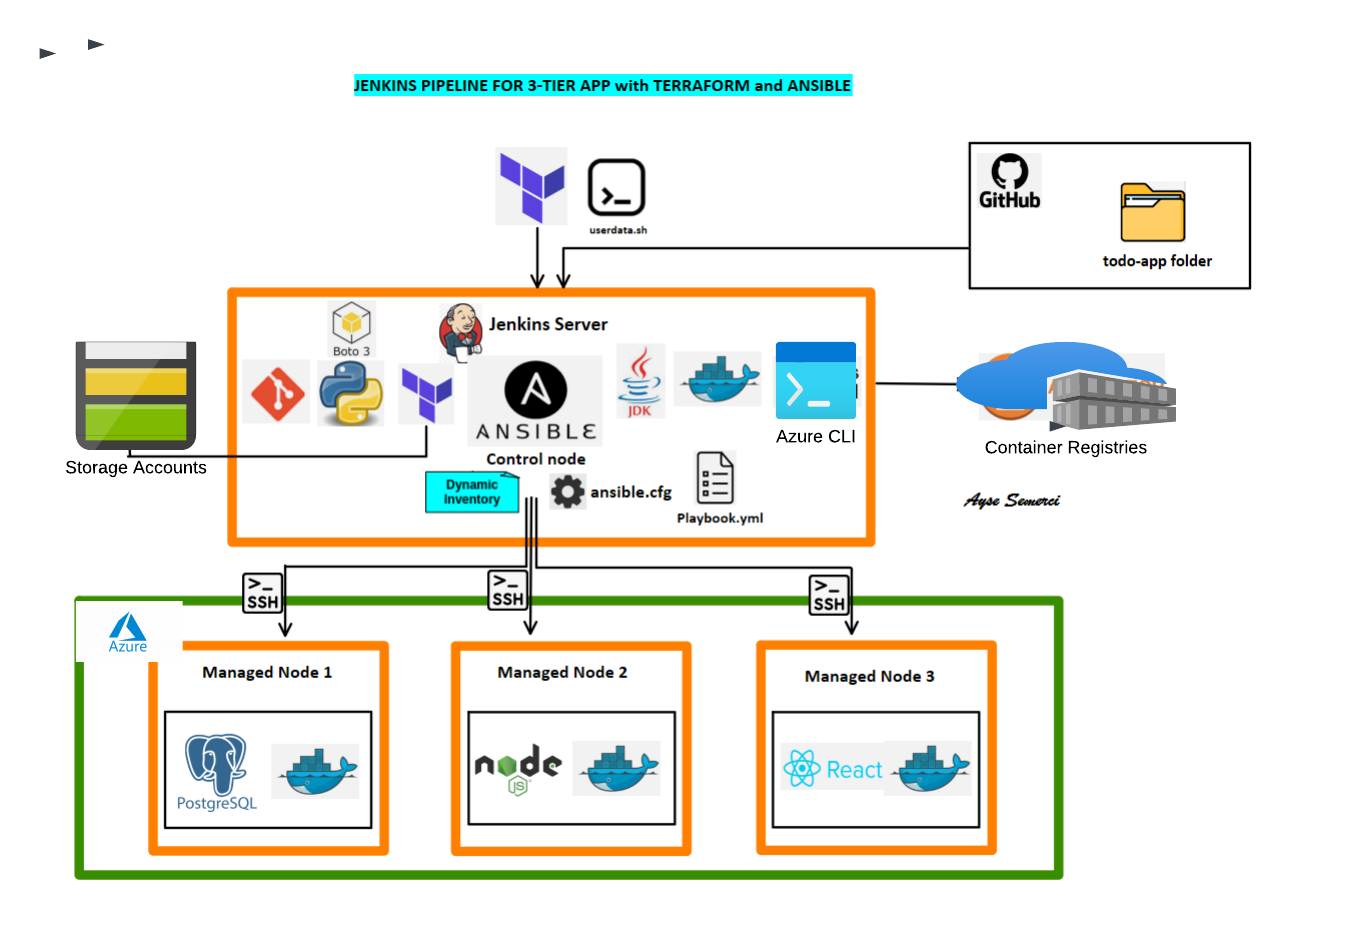 JENKINS PIPELINE FOR 3-TIER APP with TERRAFORM and ANSIBLE
userdata.sh
GitHub
todo-app folder
Boto 3
Jenkins Server
JDK
ANSIBLE
Control node
Azure CLI
Storage Accounts
Container Registries
Dynamic
Inventory
ansible.cfg
Playbook.yml
Ayse Semerci
>_
SSH
>_
SSH
>_
SSH
Azure
Managed Node 1
Managed Node 2
Managed Node 3
PostgreSQL
node
JS
React